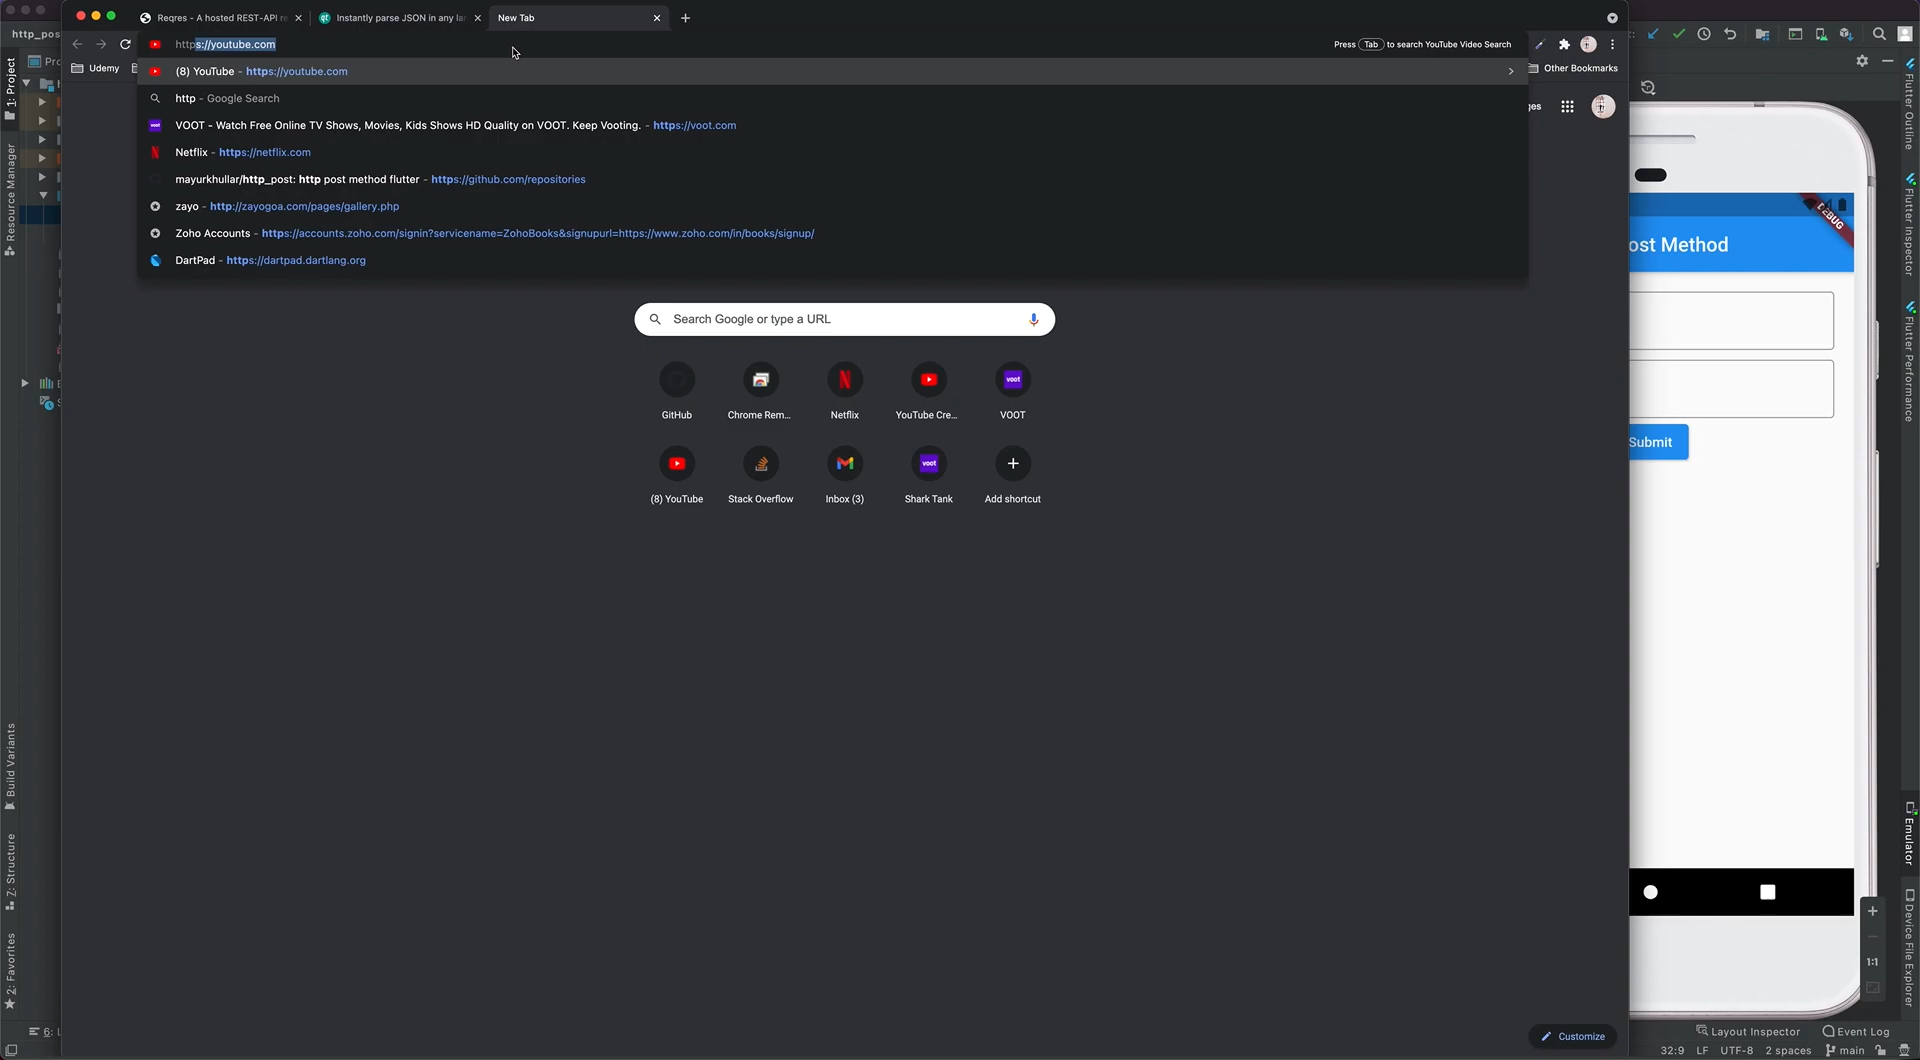 http_pos
Reqres - A hosted REST-API re
Instantly parse JSON in any la
New Tab
https://youtube.com
Press Tab to search YouTube Video Search
Udemy
Other Bookmarks
(8) YouTube - https://youtube.com
http - Google Search
VOOT - Watch Free Online TV Shows, Movies, Kids Shows HD Quality on VOOT. Keep Vooting. - https://voot.com
Netflix - https://netflix.com
mayurkhullar/http_post: http post method flutter - https://github.com/repositories
zayo - http://zayogoa.com/pages/gallery.php
Zoho Accounts - https://accounts.zoho.com/signin?servicename=ZohoBooks&signupurl=https://www.zoho.com/in/books/signup/
DartPad - https://dartpad.dartlang.org
ges
Search Google or type a URL
GitHub
Chrome Rem...
Netflix
YouTube Cre...
voot
VOOT
(8) YouTube
Stack Overflow
Inbox (3)
voot
Shark Tank
Add shortcut
Customize
1: Project
Resource Manager
Build Variants
Z: Structure
2: Favorites
Pro
6: L
DEBUG
ost Method
Submit
Flutter Outline
Flutter Inspector
Flutter Performance
Emulator
Device File Explorer
1:1
Layout Inspector
Event Log
32:9 LF UTF-8 2 spaces main